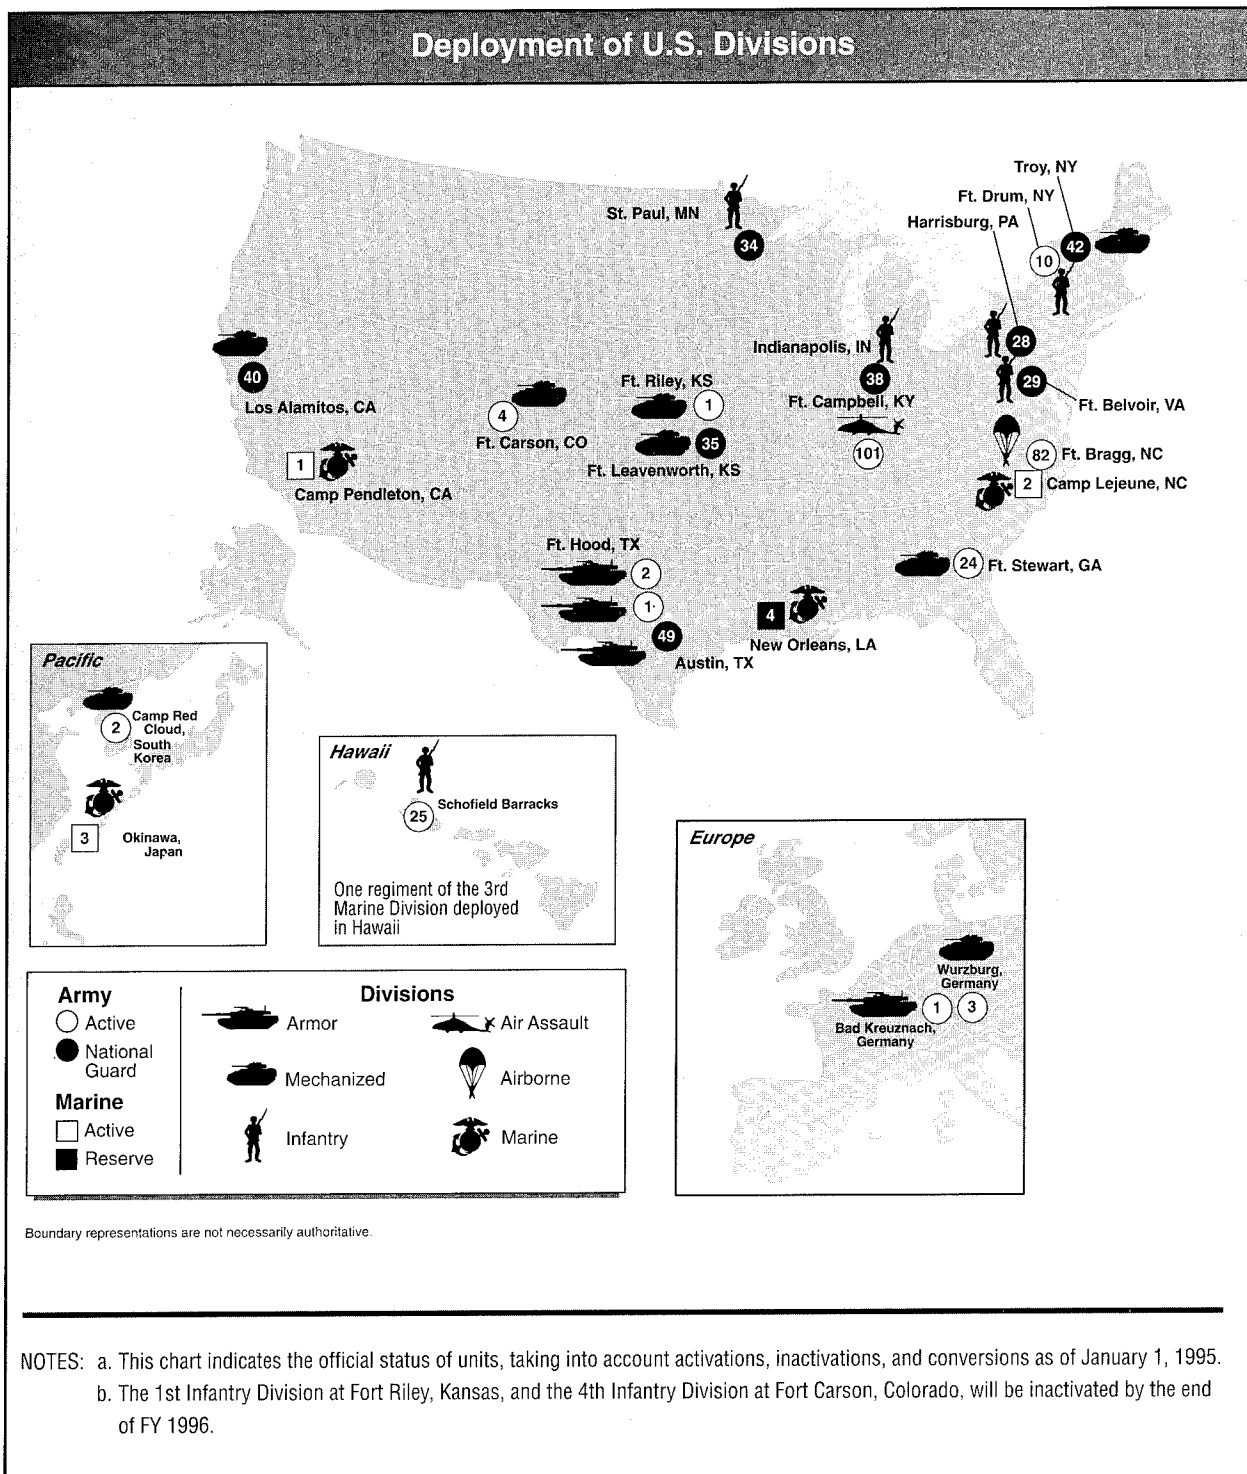 Deployment of U.S. Divisions
Troy, NY
Ft. Drum, NY
Harrisburg, PA
St. Paul, MN
34
42
10
28
Indianapolis, IN
38
29
Ft. Belvoir, VA
40
Los Alamitos, CA
4
Ft. Carson, CO
Ft. Riley, KS
1
35
Ft. Leavenworth, KS
Ft. Campbell, KY
101
82
Ft. Bragg, NC
2
Camp Lejeune, NC
1
Camp Pendleton, CA
Ft. Hood, TX
2
1
49
Austin, TX
24
Ft. Stewart, GA
4
New Orleans, LA
Pacific
2
Camp Red
Cloud,
South
Korea
3
Okinawa,
Japan
Hawaii
Schofield Barracks
25
One regiment of the 3rd
Marine Division deployed
in Hawaii
Europe
Wurzburg,
Germany
1
3
Bad Kreuznach,
Germany
Army
Active
National
Guard
Marine
Active
Reserve
Divisions
Armor
Air Assault
Mechanized
Airborne
Infantry
Marine
Boundary representations are not necessarily authoritative.
NOTES: a. This chart indicates the official status of units, taking into account activations, inactivations, and conversions as of January 1, 1995.
b. The 1st Infantry Division at Fort Riley, Kansas, and the 4th Infantry Division at Fort Carson, Colorado, will be inactivated by the end
of FY 1996.